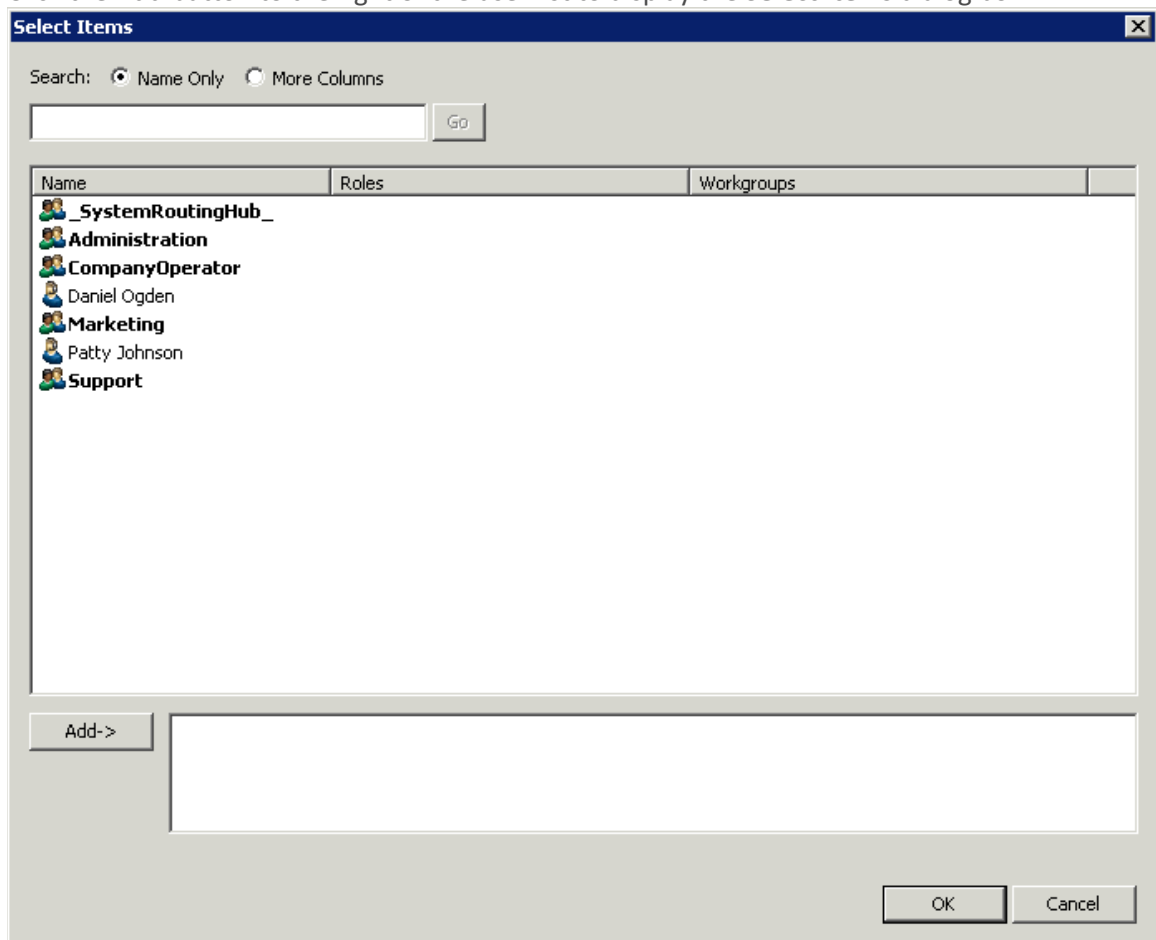 Select Items
Search: Name Only More Columns
Go
Name Roles Workgroups
_SystemRoutingHub_
Administration
CompanyOperator
Daniel Ogden
Marketing
Patty Johnson
Support
Add->
OK Cancel